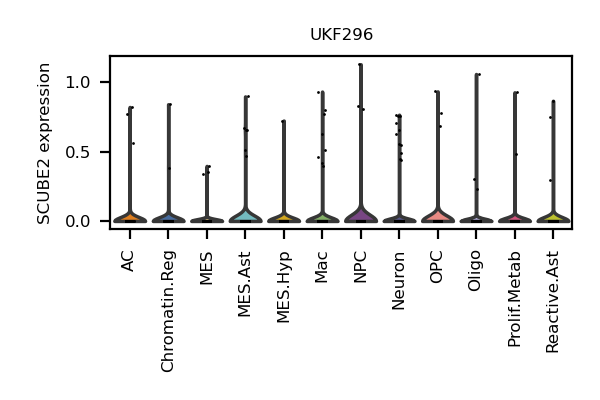 UKF296
SCUBE2 expression
1.0
0.5
0.0
AC
Chromatin.Reg
MES
MES.Ast
MES.Hyp
Mac
NPC
Neuron
OPC
Oligo
Prolif.Metab
Reactive.Ast